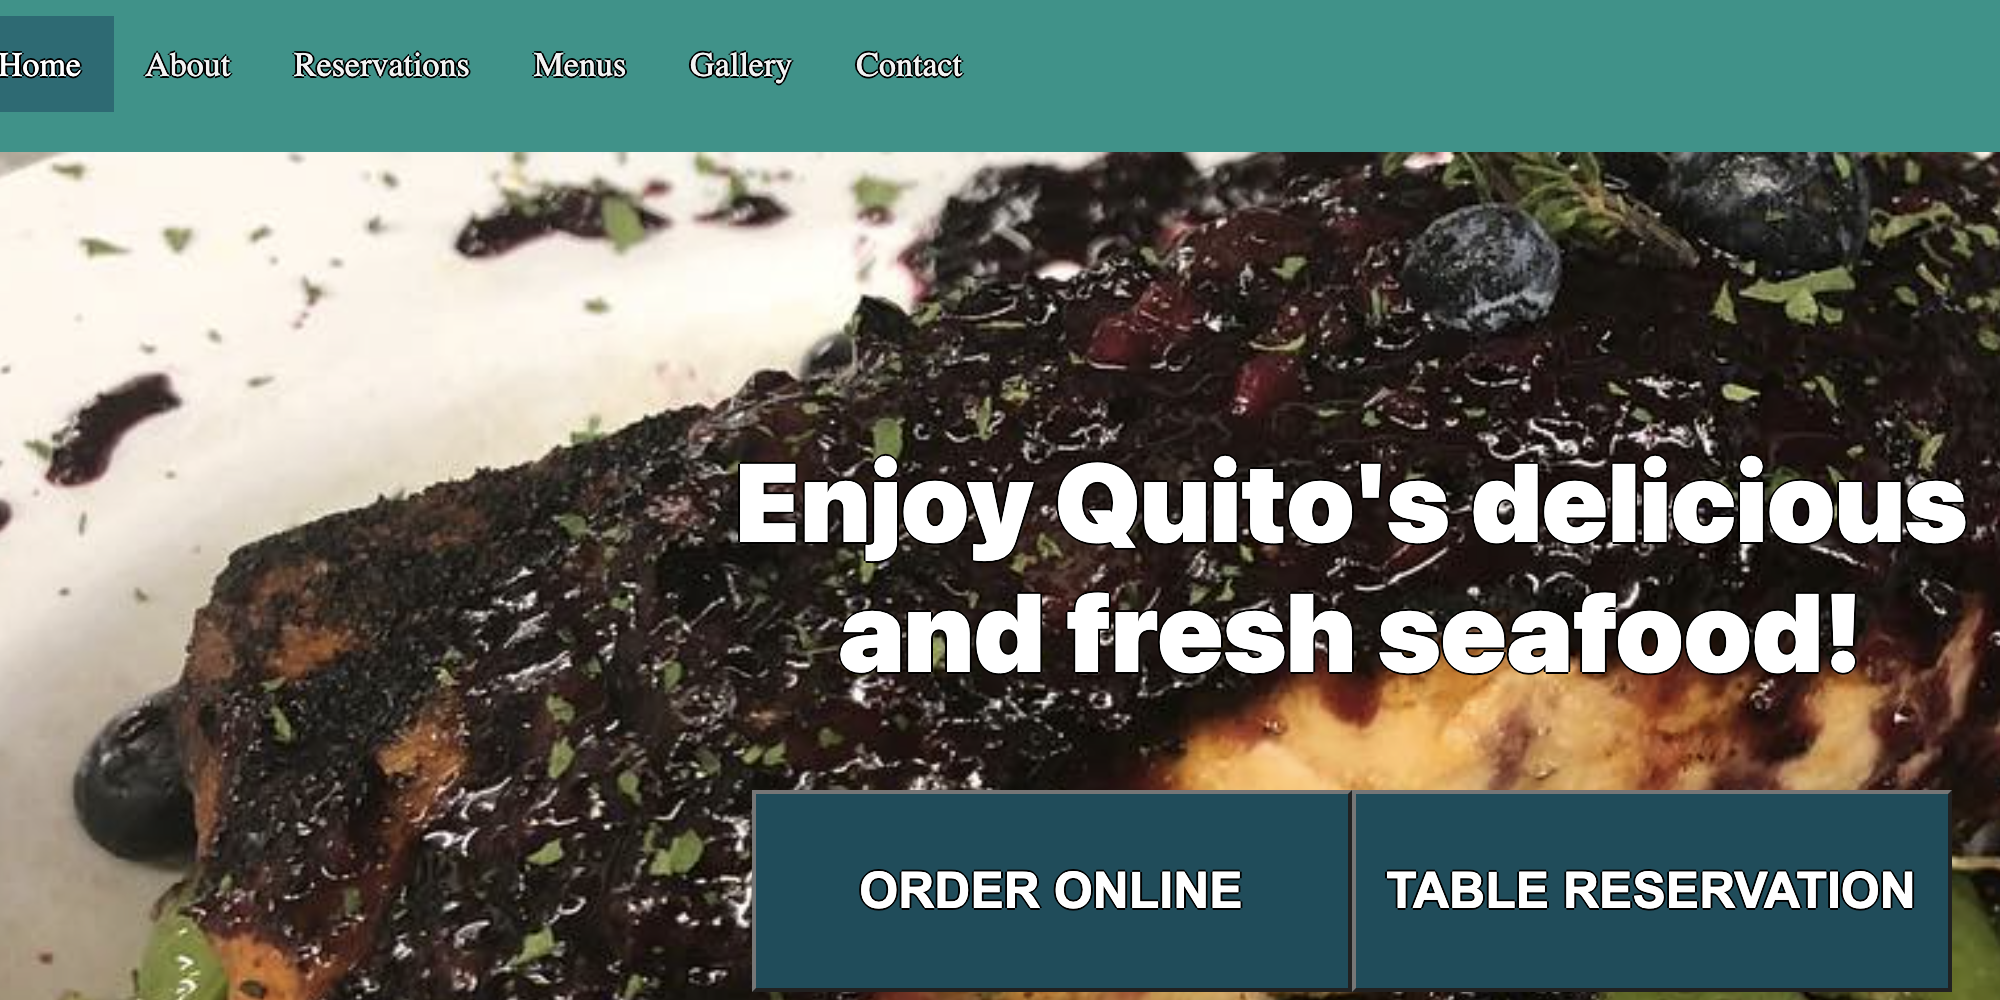 Home About Reservations Menus Gallery Contact
Enjoy Quito's delicious
and fresh seafood!
ORDER ONLINE TABLE RESERVATION